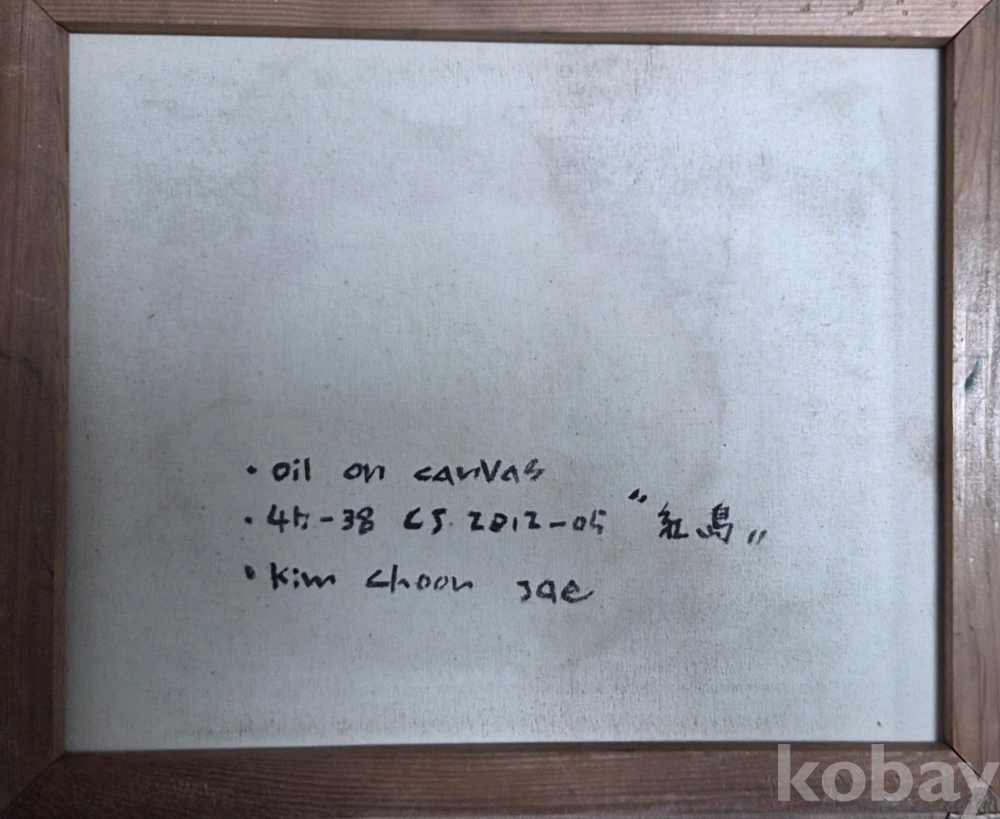 · oil on canvas
· 45-38 CS. 2012-05 "紅島"
· kim choon jae
kobay